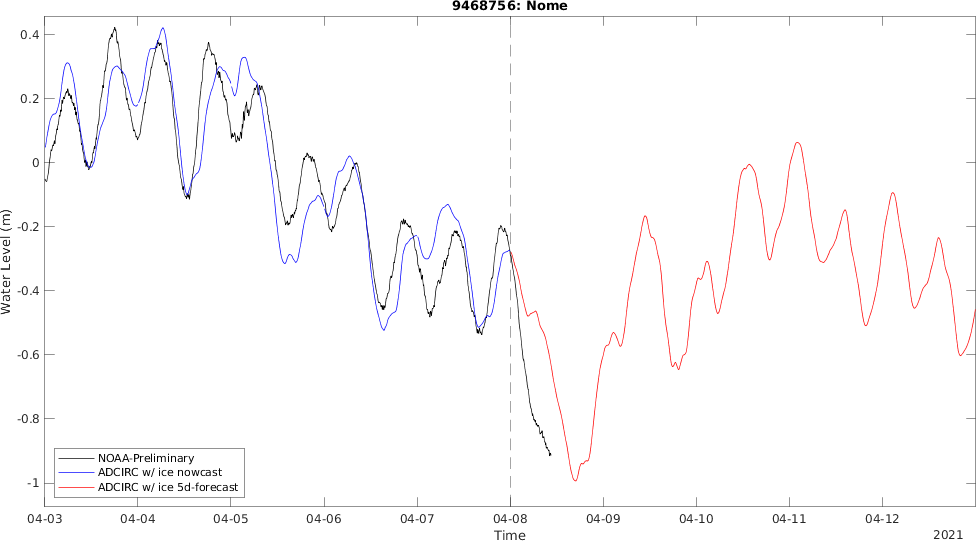 9468756: Nome
Water Level (m)
0.4
0.2
0
-0.2
-0.4
-0.6
-0.8
-1
NOAA-Preliminary
ADCIRC w/ ice nowcast
ADCIRC w/ ice 5d-forecast
04-03 04-04 04-05 04-06 04-07 04-08 04-09 04-10 04-11 04-12
Time
2021